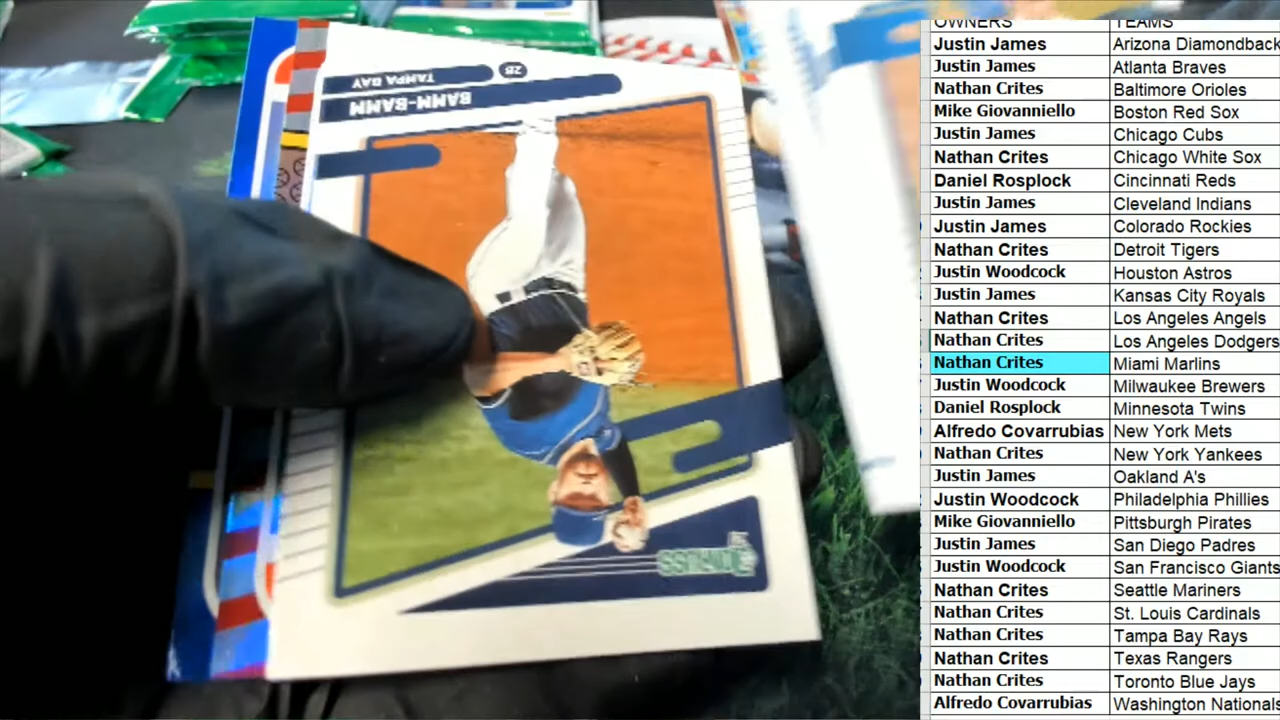 TAMPA BAY 2B
BAMM-BAMM
DONRUSS
OWNERS TEAMS
Justin James Arizona Diamondback
Justin James Atlanta Braves
Nathan Crites Baltimore Orioles
Mike Giovanniello Boston Red Sox
Justin James Chicago Cubs
Nathan Crites Chicago White Sox
Daniel Rosplock Cincinnati Reds
Justin James Cleveland Indians
Justin James Colorado Rockies
Nathan Crites Detroit Tigers
Justin Woodcock Houston Astros
Justin James Kansas City Royals
Nathan Crites Los Angeles Angels
Nathan Crites Los Angeles Dodgers
Nathan Crites Miami Marlins
Justin Woodcock Milwaukee Brewers
Daniel Rosplock Minnesota Twins
Alfredo Covarrubias New York Mets
Nathan Crites New York Yankees
Justin James Oakland A's
Justin Woodcock Philadelphia Phillies
Mike Giovanniello Pittsburgh Pirates
Justin James San Diego Padres
Justin Woodcock San Francisco Giants
Nathan Crites Seattle Mariners
Nathan Crites St. Louis Cardinals
Nathan Crites Tampa Bay Rays
Nathan Crites Texas Rangers
Nathan Crites Toronto Blue Jays
Alfredo Covarrubias Washington Nationals